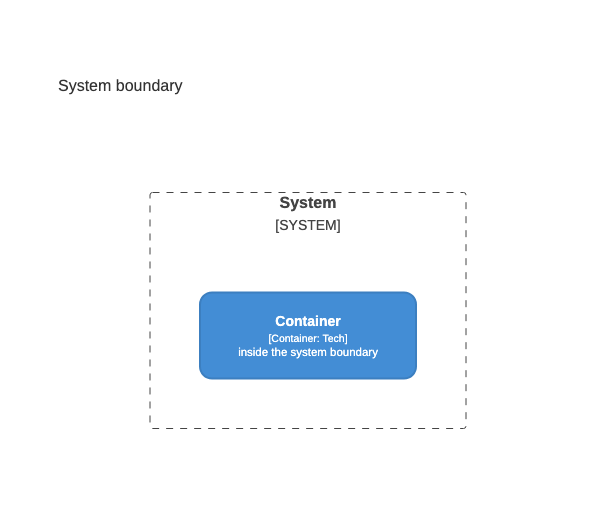 System boundary
System
[SYSTEM]
Container
[Container: Tech]
inside the system boundary